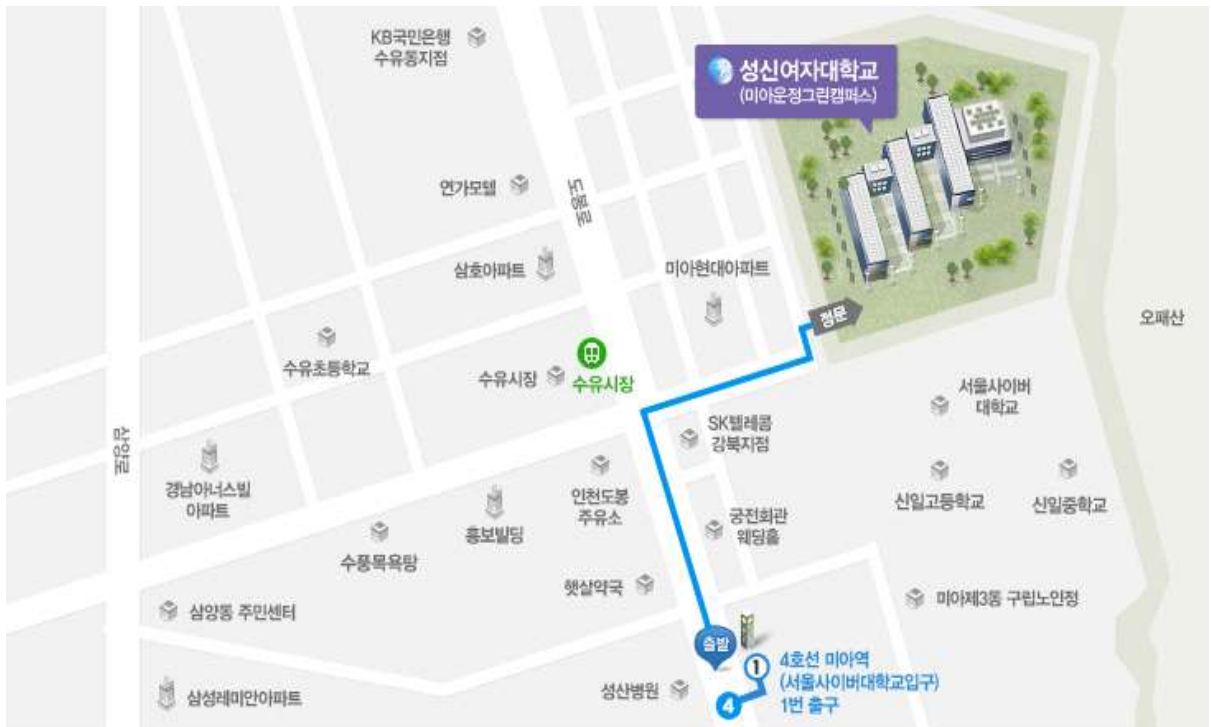 KB국민은행
수유동지점
성신여자대학교
(미아운정그린캠퍼스)
연가모텔
도봉로
삼호아파트
미아현대아파트
정문
오패산
수유초등학교
수유시장
수유시장
서울사이버
대학교
SK텔레콤
강북지점
삼양로
경남아너스빌
아파트
인천도봉
주유소
신일고등학교
신일중학교
홍보빌딩
궁전회관
웨딩홀
수풍목욕탕
햇살약국
미아제3동 구립노인정
삼양동 주민센터
출발
1
4호선 미아역
(서울사이버대학교입구)
1번 출구
성산병원
4
삼성레미안아파트